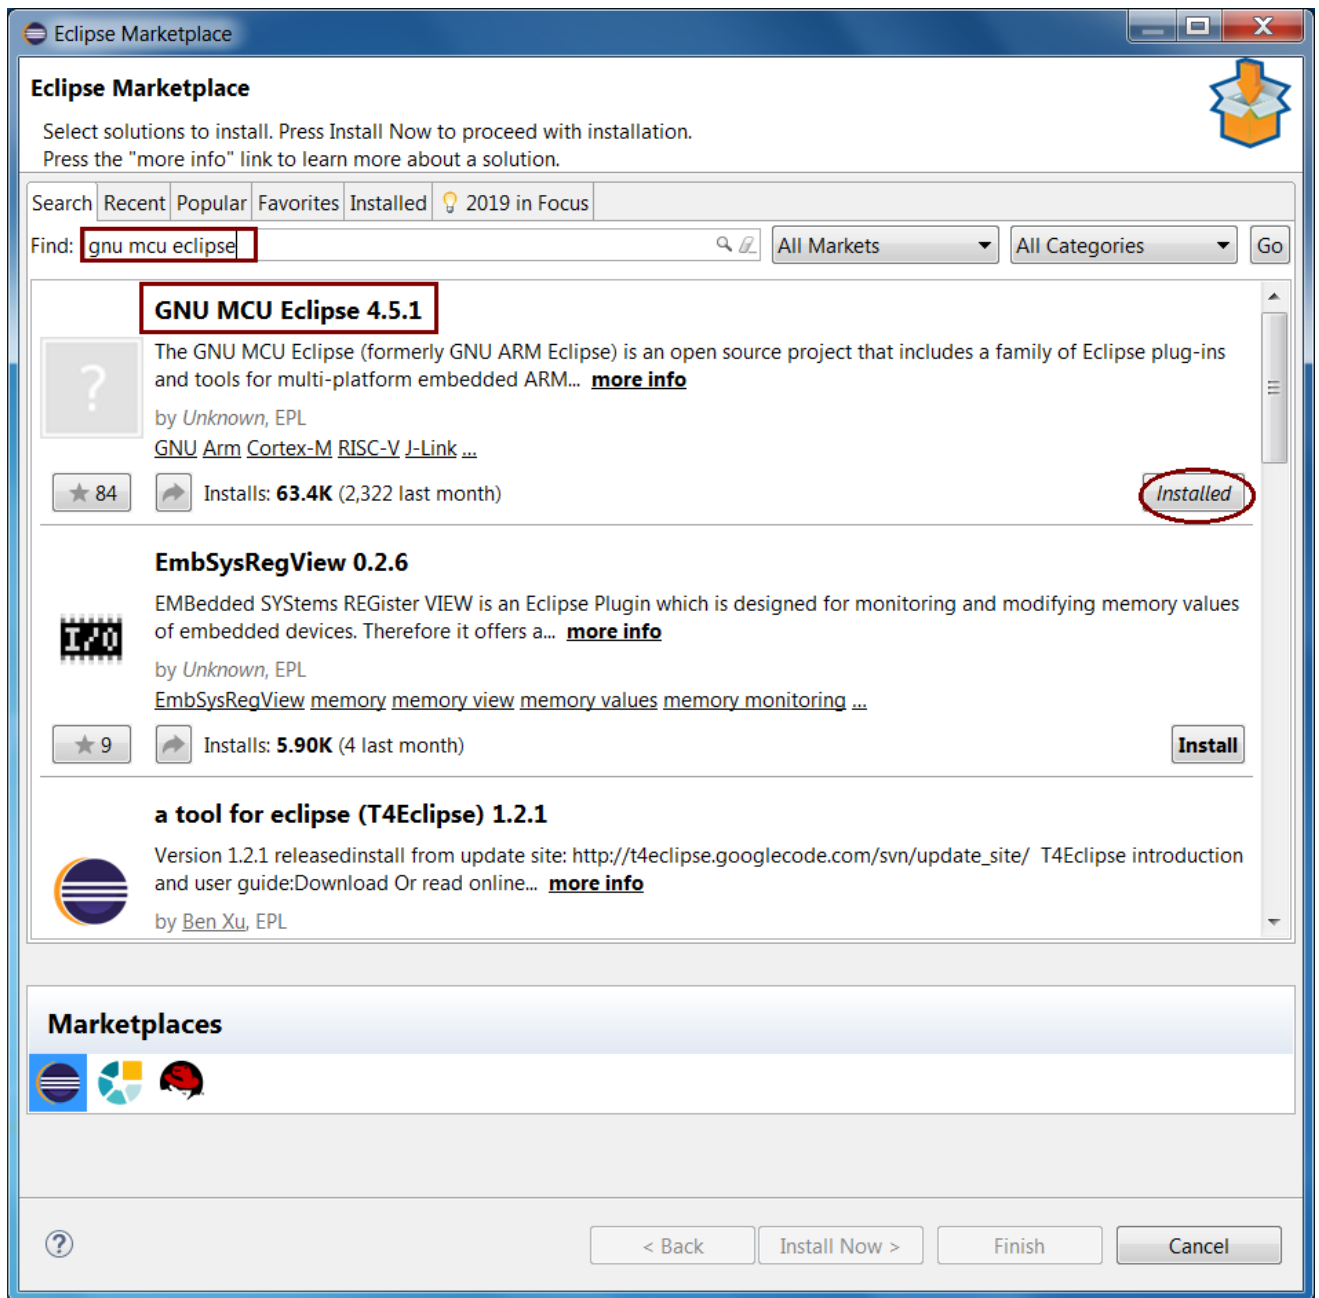 Eclipse Marketplace
Eclipse Marketplace
Select solutions to install. Press Install Now to proceed with installation.
Press the "more info" link to learn more about a solution.
Search Recent Popular Favorites Installed 2019 in Focus
Find: gnu mcu eclipse All Markets All Categories Go
GNU MCU Eclipse 4.5.1
The GNU MCU Eclipse (formerly GNU ARM Eclipse) is an open source project that includes a family of Eclipse plug-ins
and tools for multi-platform embedded ARM... more info
by Unknown, EPL
GNU Arm Cortex-M RISC-V J-Link ...
84 Installs: 63.4K (2,322 last month) Installed
EmbSysRegView 0.2.6
EMBedded SYStems REGister VIEW is an Eclipse Plugin which is designed for monitoring and modifying memory values
of embedded devices. Therefore it offers a... more info
by Unknown, EPL
EmbSysRegView memory memory view memory values memory monitoring ...
I/O
9 Installs: 5.90K (4 last month) Install
a tool for eclipse (T4Eclipse) 1.2.1
Version 1.2.1 releasedinstall from update site: http://t4eclipse.googlecode.com/svn/update_site/ T4Eclipse introduction
and user guide:Download Or read online... more info
by Ben Xu, EPL
Marketplaces
< Back Install Now > Finish Cancel